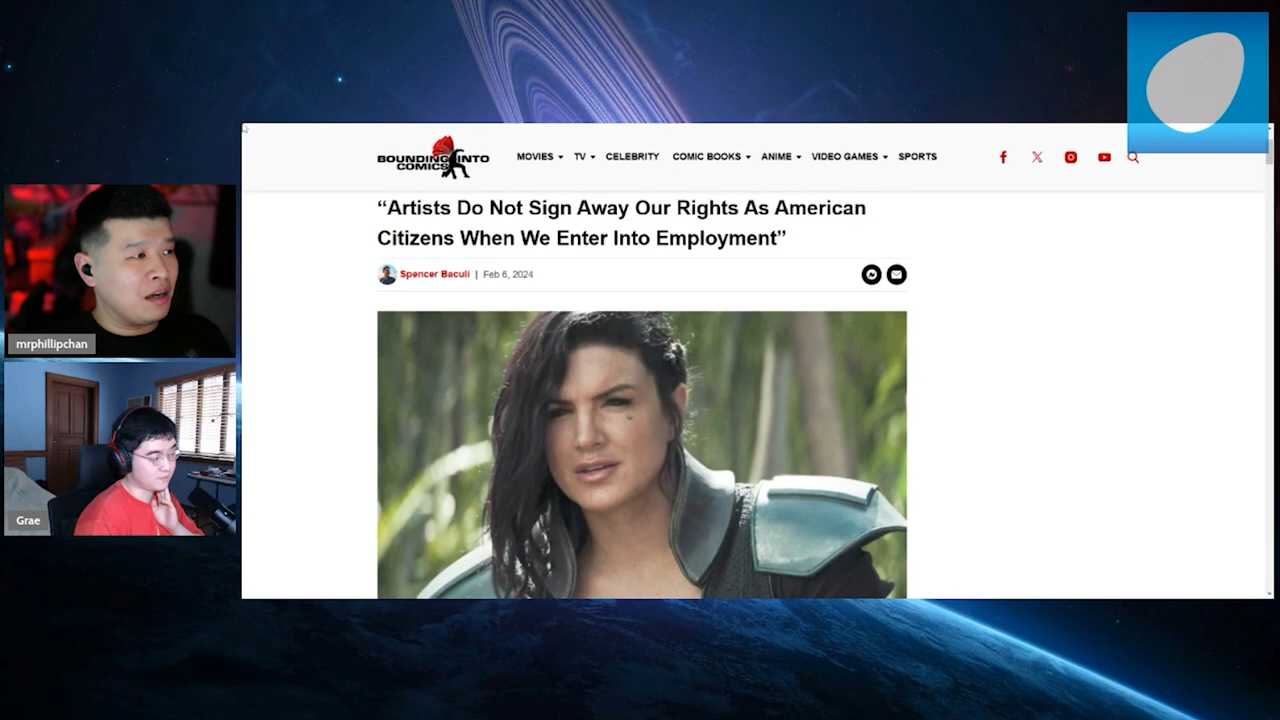 BOUNDING INTO
COMICS
MOVIES TV CELEBRITY COMIC BOOKS ANIME VIDEO GAMES SPORTS
“Artists Do Not Sign Away Our Rights As American
Citizens When We Enter Into Employment”
Spencer Baculi | Feb 6, 2024
mrphillipchan
Grae